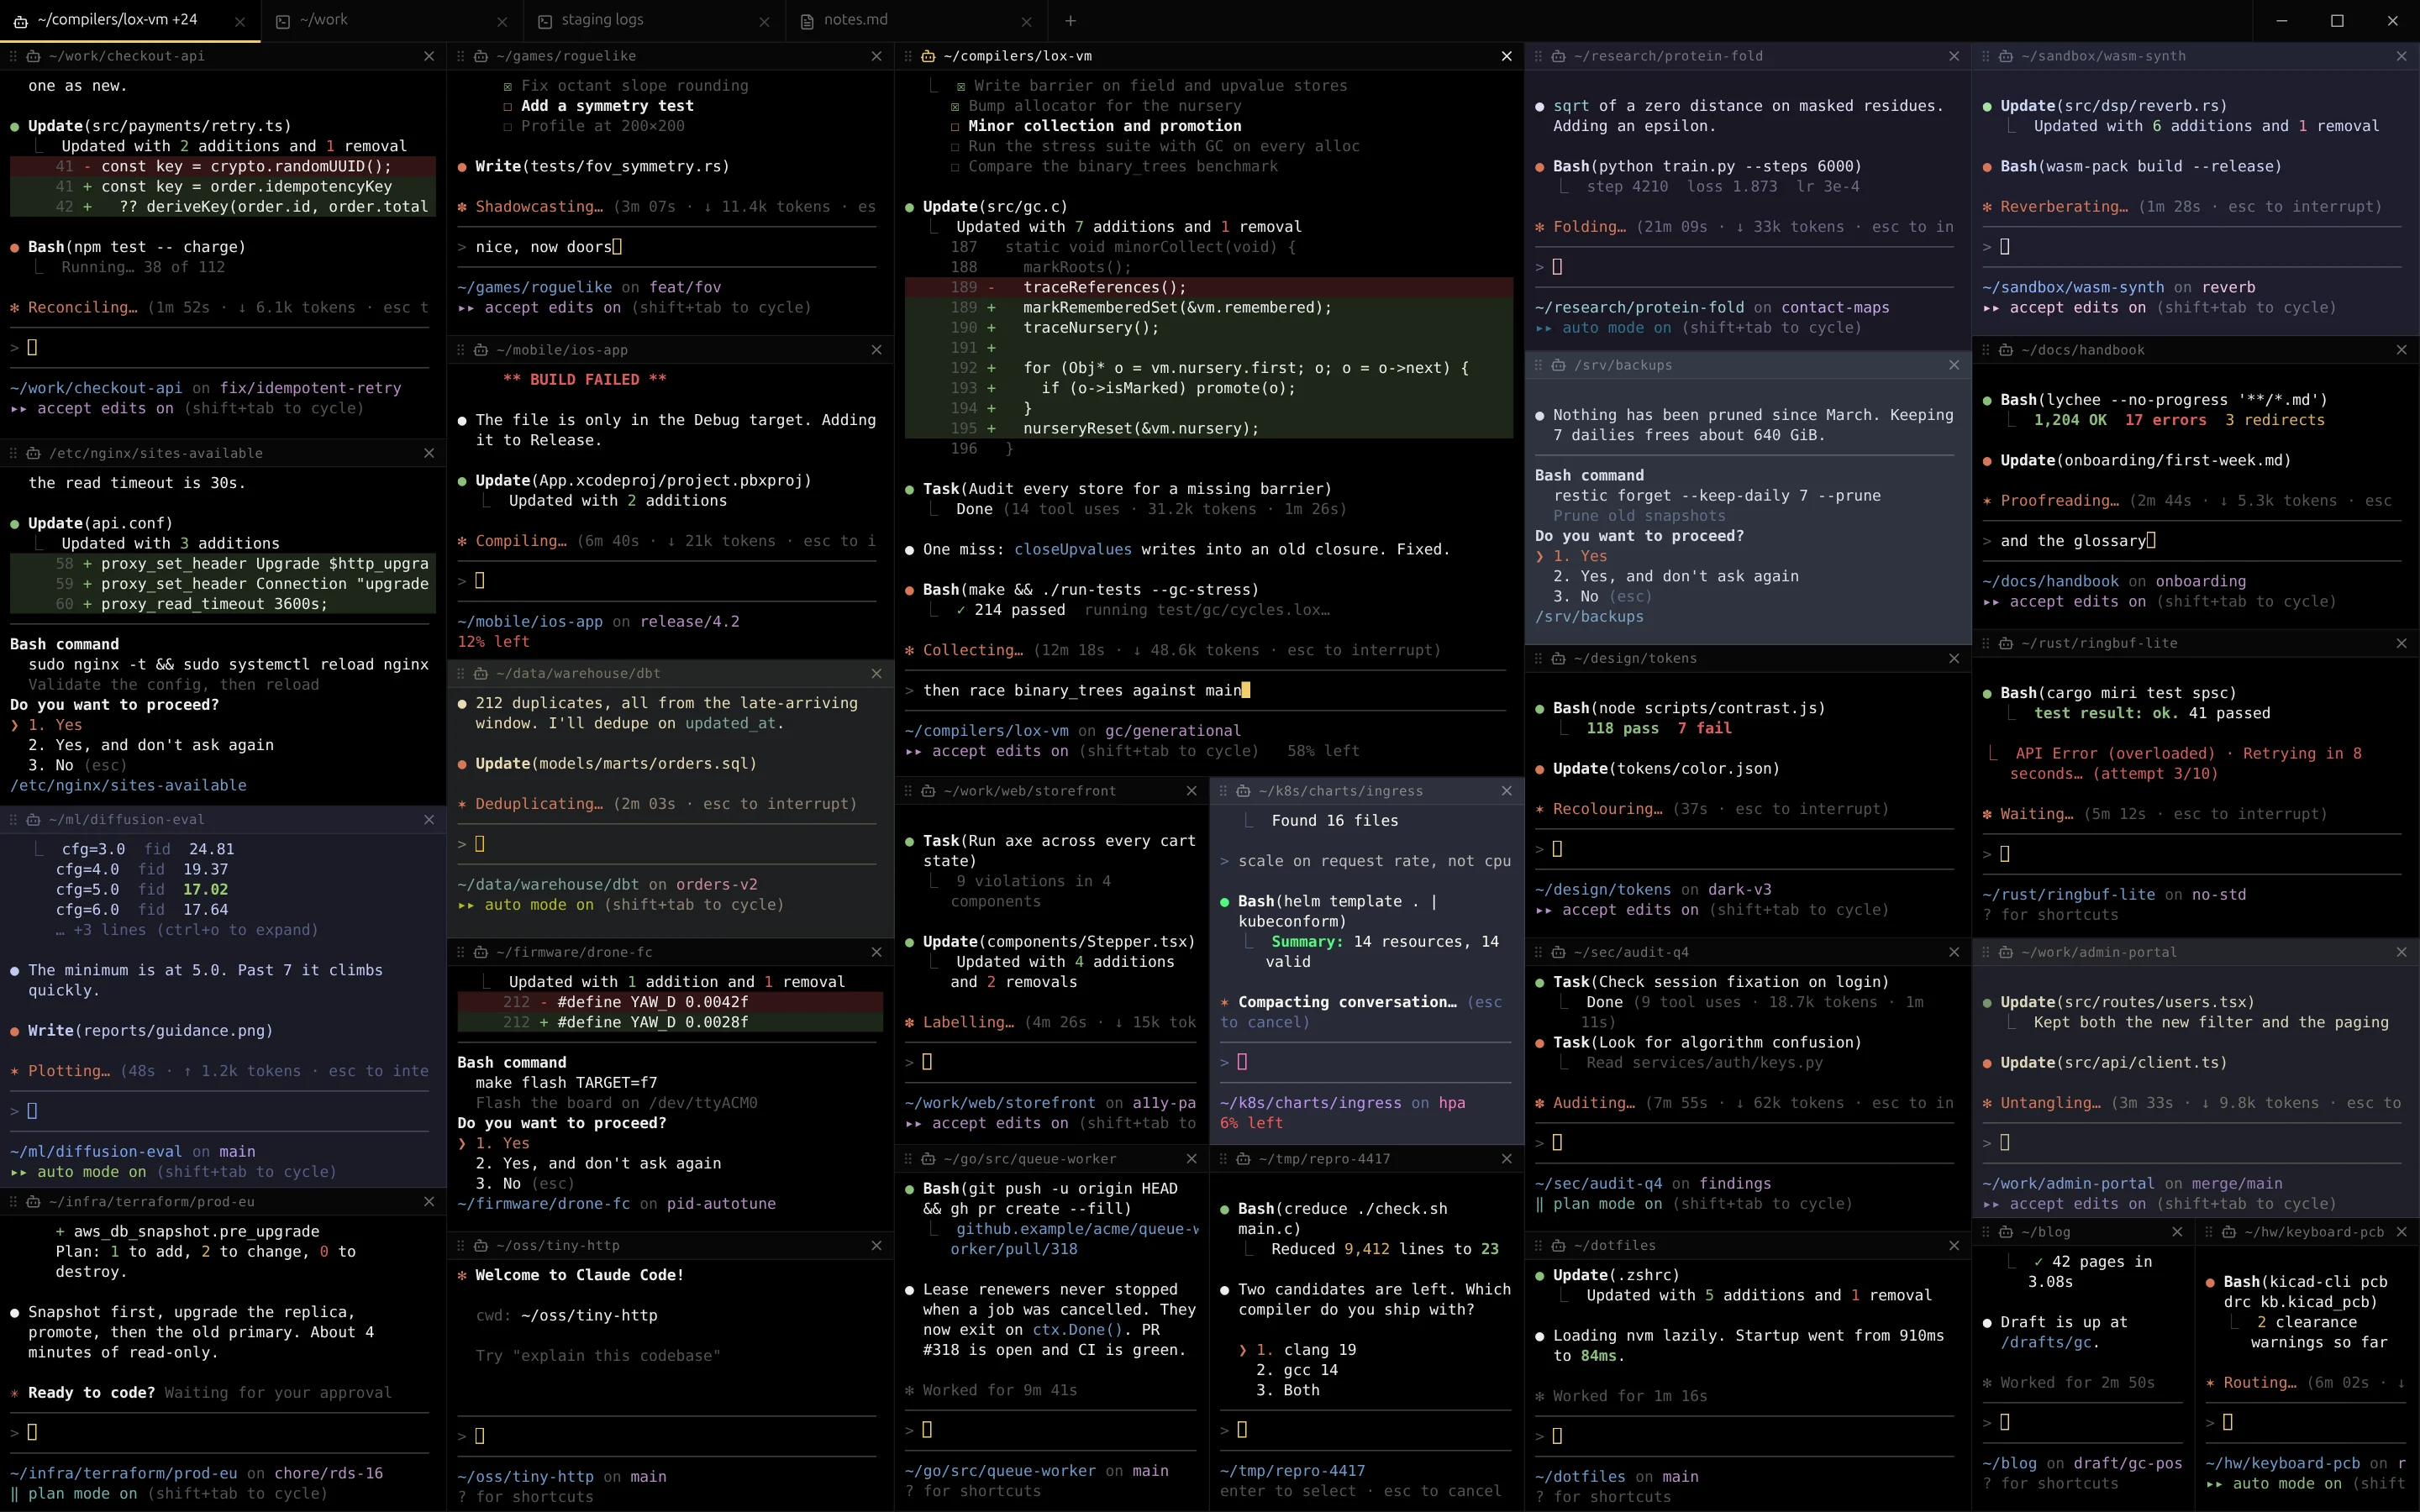 ~/compilers/lox-vm +24
~/work
staging logs
notes.md
~/work/checkout-api
one as new.
● Update(src/payments/retry.ts)
Updated with 2 additions and 1 removal
41 - const key = crypto.randomUUID();
41 + const key = order.idempotencyKey
42 + ?? deriveKey(order.id, order.total
● Bash(npm test -- charge)
Running… 38 of 112
✻ Reconciling… (1m 52s · ↓ 6.1k tokens · esc t
>
~/work/checkout-api on fix/idempotent-retry
▸▸ accept edits on (shift+tab to cycle)
/etc/nginx/sites-available
the read timeout is 30s.
● Update(api.conf)
Updated with 3 additions
58 + proxy_set_header Upgrade $http_upgra
59 + proxy_set_header Connection "upgrade
60 + proxy_read_timeout 3600s;
Bash command
sudo nginx -t && sudo systemctl reload nginx
Validate the config, then reload
Do you want to proceed?
❯ 1. Yes
2. Yes, and don't ask again
3. No (esc)
/etc/nginx/sites-available
~/ml/diffusion-eval
cfg=3.0 fid 24.81
cfg=4.0 fid 19.37
cfg=5.0 fid 17.02
cfg=6.0 fid 17.64
… +3 lines (ctrl+o to expand)
● The minimum is at 5.0. Past 7 it climbs
quickly.
● Write(reports/guidance.png)
✶ Plotting… (48s · ↑ 1.2k tokens · esc to inte
>
~/ml/diffusion-eval on main
▸▸ auto mode on (shift+tab to cycle)
~/infra/terraform/prod-eu
+ aws_db_snapshot.pre_upgrade
Plan: 1 to add, 2 to change, 0 to
destroy.
● Snapshot first, upgrade the replica,
promote, then the old primary. About 4
minutes of read-only.
✳ Ready to code? Waiting for your approval
>
~/infra/terraform/prod-eu on chore/rds-16
‖ plan mode on (shift+tab to cycle)
~/games/roguelike
☒ Fix octant slope rounding
☐ Add a symmetry test
☐ Profile at 200×200
● Write(tests/fov_symmetry.rs)
✽ Shadowcasting… (3m 07s · ↓ 11.4k tokens · es
> nice, now doors
~/games/roguelike on feat/fov
▸▸ accept edits on (shift+tab to cycle)
~/mobile/ios-app
** BUILD FAILED **
● The file is only in the Debug target. Adding
it to Release.
● Update(App.xcodeproj/project.pbxproj)
Updated with 2 additions
✻ Compiling… (6m 40s · ↓ 21k tokens · esc to i
>
~/mobile/ios-app on release/4.2
12% left
~/data/warehouse/dbt
● 212 duplicates, all from the late-arriving
window. I'll dedupe on updated_at.
● Update(models/marts/orders.sql)
✶ Deduplicating… (2m 03s · esc to interrupt)
>
~/data/warehouse/dbt on orders-v2
▸▸ auto mode on (shift+tab to cycle)
~/firmware/drone-fc
Updated with 1 addition and 1 removal
212 - #define YAW_D 0.0042f
212 + #define YAW_D 0.0028f
Bash command
make flash TARGET=f7
Flash the board on /dev/ttyACM0
Do you want to proceed?
❯ 1. Yes
2. Yes, and don't ask again
3. No (esc)
~/firmware/drone-fc on pid-autotune
~/oss/tiny-http
✻ Welcome to Claude Code!
cwd: ~/oss/tiny-http
Try "explain this codebase"
>
~/oss/tiny-http on main
? for shortcuts
~/compilers/lox-vm
☒ Write barrier on field and upvalue stores
☒ Bump allocator for the nursery
☐ Minor collection and promotion
☐ Run the stress suite with GC on every alloc
☐ Compare the binary_trees benchmark
● Update(src/gc.c)
Updated with 7 additions and 1 removal
187 static void minorCollect(void) {
188 markRoots();
189 - traceReferences();
189 + markRememberedSet(&vm.remembered);
190 + traceNursery();
191 +
192 + for (Obj* o = vm.nursery.first; o; o = o->next) {
193 + if (o->isMarked) promote(o);
194 + }
195 + nurseryReset(&vm.nursery);
196 }
● Task(Audit every store for a missing barrier)
Done (14 tool uses · 31.2k tokens · 1m 26s)
● One miss: closeUpvalues writes into an old closure. Fixed.
● Bash(make && ./run-tests --gc-stress)
✓ 214 passed running test/gc/cycles.lox…
✻ Collecting… (12m 18s · ↓ 48.6k tokens · esc to interrupt)
> then race binary_trees against main
~/compilers/lox-vm on gc/generational
▸▸ accept edits on (shift+tab to cycle) 58% left
~/work/web/storefront
● Task(Run axe across every cart
state)
9 violations in 4
components
● Update(components/Stepper.tsx)
Updated with 4 additions
and 2 removals
✽ Labelling… (4m 26s · ↓ 15k tok
>
~/work/web/storefront on a11y-pa
▸▸ accept edits on (shift+tab to
~/k8s/charts/ingress
Found 16 files
> scale on request rate, not cpu
● Bash(helm template . |
kubeconform)
Summary: 14 resources, 14
valid
✶ Compacting conversation… (esc
to cancel)
>
~/k8s/charts/ingress on hpa
6% left
~/go/src/queue-worker
● Bash(git push -u origin HEAD
&& gh pr create --fill)
github.example/acme/queue-w
orker/pull/318
● Lease renewers never stopped
when a job was cancelled. They
now exit on ctx.Done(). PR
#318 is open and CI is green.
✻ Worked for 9m 41s
>
~/go/src/queue-worker on main
? for shortcuts
~/tmp/repro-4417
● Bash(creduce ./check.sh
main.c)
Reduced 9,412 lines to 23
● Two candidates are left. Which
compiler do you ship with?
❯ 1. clang 19
2. gcc 14
3. Both
>
~/tmp/repro-4417
enter to select · esc to cancel
~/research/protein-fold
● sqrt of a zero distance on masked residues.
Adding an epsilon.
● Bash(python train.py --steps 6000)
step 4210 loss 1.873 lr 3e-4
✻ Folding… (21m 09s · ↓ 33k tokens · esc to in
>
~/research/protein-fold on contact-maps
▸▸ auto mode on (shift+tab to cycle)
/srv/backups
● Nothing has been pruned since March. Keeping
7 dailies frees about 640 GiB.
Bash command
restic forget --keep-daily 7 --prune
Prune old snapshots
Do you want to proceed?
❯ 1. Yes
2. Yes, and don't ask again
3. No (esc)
/srv/backups
~/design/tokens
● Bash(node scripts/contrast.js)
118 pass 7 fail
● Update(tokens/color.json)
✶ Recolouring… (37s · esc to interrupt)
>
~/design/tokens on dark-v3
▸▸ accept edits on (shift+tab to cycle)
~/sec/audit-q4
● Task(Check session fixation on login)
Done (9 tool uses · 18.7k tokens · 1m
11s)
● Task(Look for algorithm confusion)
Read services/auth/keys.py
✽ Auditing… (7m 55s · ↓ 62k tokens · esc to in
>
~/sec/audit-q4 on findings
‖ plan mode on (shift+tab to cycle)
~/dotfiles
● Update(.zshrc)
Updated with 5 additions and 1 removal
● Loading nvm lazily. Startup went from 910ms
to 84ms.
✻ Worked for 1m 16s
>
~/dotfiles on main
? for shortcuts
~/sandbox/wasm-synth
● Update(src/dsp/reverb.rs)
Updated with 6 additions and 1 removal
● Bash(wasm-pack build --release)
✻ Reverberating… (1m 28s · esc to interrupt)
>
~/sandbox/wasm-synth on reverb
▸▸ accept edits on (shift+tab to cycle)
~/docs/handbook
● Bash(lychee --no-progress '**/*.md')
1,204 OK 17 errors 3 redirects
● Update(onboarding/first-week.md)
✶ Proofreading… (2m 44s · ↓ 5.3k tokens · esc
> and the glossary
~/docs/handbook on onboarding
▸▸ accept edits on (shift+tab to cycle)
~/rust/ringbuf-lite
● Bash(cargo miri test spsc)
test result: ok. 41 passed
API Error (overloaded) · Retrying in 8
seconds… (attempt 3/10)
✽ Waiting… (5m 12s · esc to interrupt)
>
~/rust/ringbuf-lite on no-std
? for shortcuts
~/work/admin-portal
● Update(src/routes/users.tsx)
Kept both the new filter and the paging
● Update(src/api/client.ts)
✻ Untangling… (3m 33s · ↓ 9.8k tokens · esc to
>
~/work/admin-portal on merge/main
▸▸ accept edits on (shift+tab to cycle)
~/blog
✓ 42 pages in
3.08s
● Draft is up at
/drafts/gc.
✻ Worked for 2m 50s
>
~/blog on draft/gc-pos
? for shortcuts
~/hw/keyboard-pcb
● Bash(kicad-cli pcb
drc kb.kicad_pcb)
2 clearance
warnings so far
✶ Routing… (6m 02s · ↓
>
~/hw/keyboard-pcb on r
▸▸ auto mode on (shift